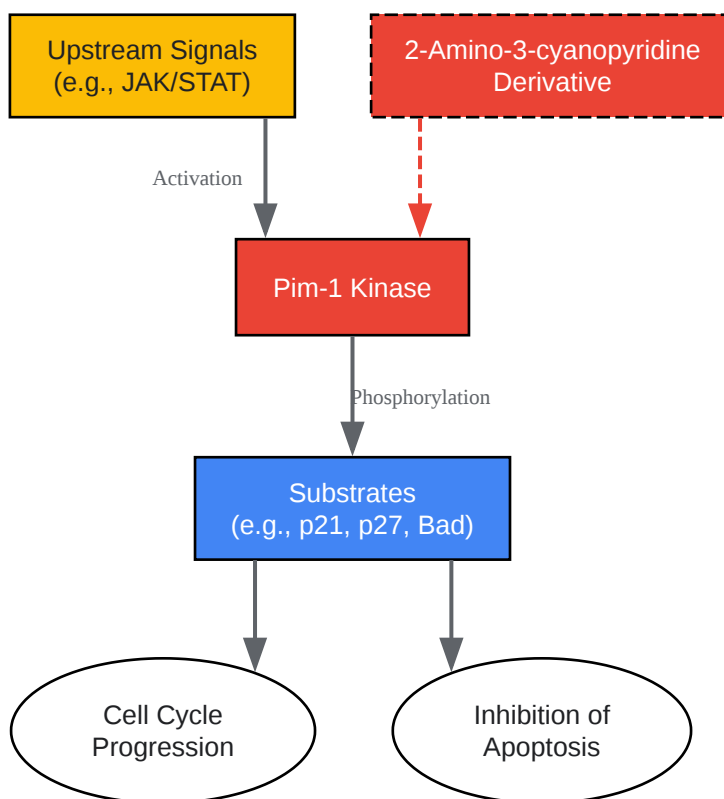 Upstream Signals
(e.g., JAK/STAT)
2-Amino-3-cyanopyridine
Derivative
Activation
Pim-1 Kinase
Phosphorylation
Substrates
(e.g., p21, p27, Bad)
Cell Cycle
Progression
Inhibition of
Apoptosis